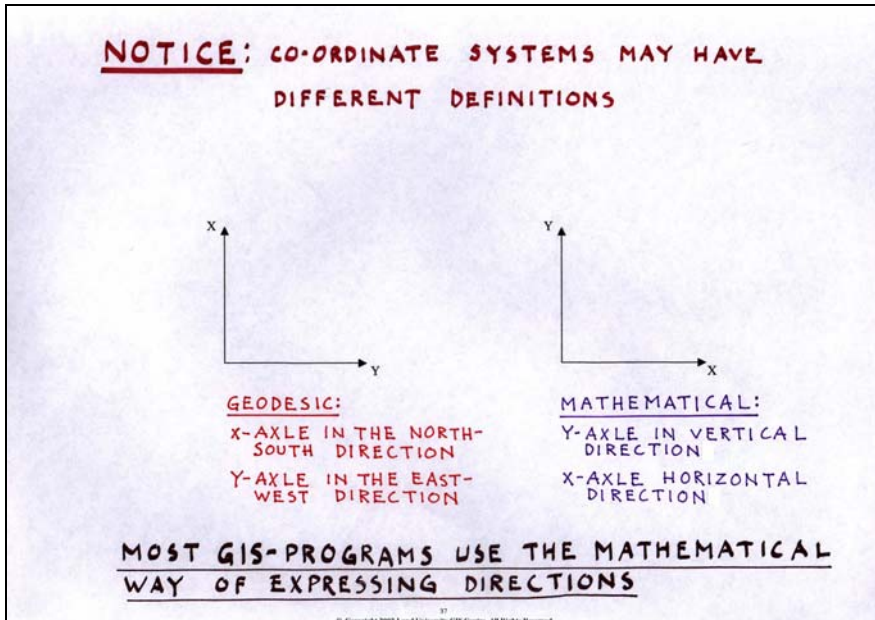 NOTICE: CO-ORDINATE SYSTEMS MAY HAVE
DIFFERENT DEFINITIONS
X
Y
Y
X
GEODESIC:
X-AXLE IN THE NORTH-
SOUTH DIRECTION
Y-AXLE IN THE EAST-
WEST DIRECTION
MATHEMATICAL:
Y-AXLE IN VERTICAL
DIRECTION
X-AXLE HORIZONTAL
DIRECTION
MOST GIS-PROGRAMS USE THE MATHEMATICAL
WAY OF EXPRESSING DIRECTIONS
37